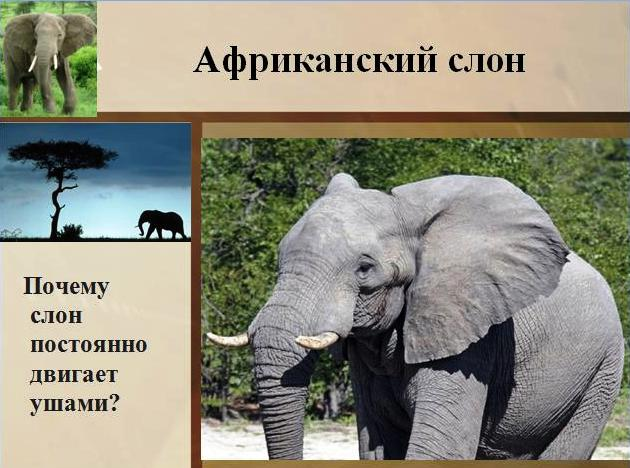 Африканский слон
Почему
слон
постоянно
двигает
ушами?